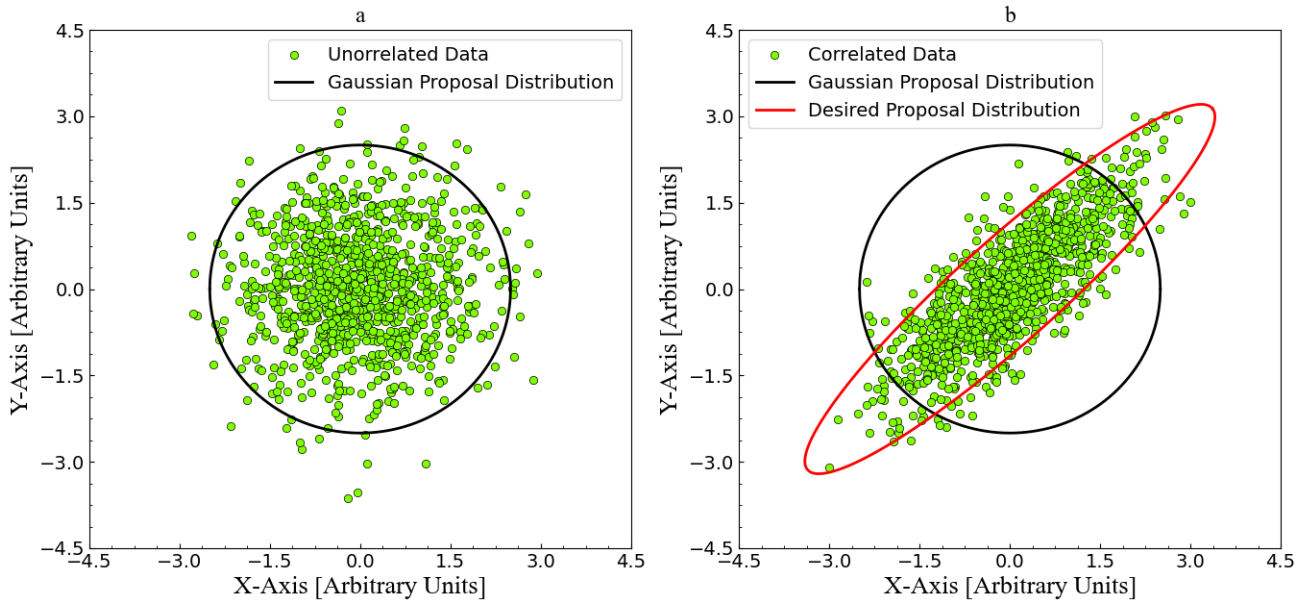 a
Unorrelated Data
Gaussian Proposal Distribution
4.5
3.0
1.5
0.0
−1.5
−3.0
−4.5
Y-Axis [Arbitrary Units]
−4.5 −3.0 −1.5 0.0 1.5 3.0 4.5
X-Axis [Arbitrary Units]
b
Correlated Data
Gaussian Proposal Distribution
Desired Proposal Distribution
4.5
3.0
1.5
0.0
−1.5
−3.0
−4.5
Y-Axis [Arbitrary Units]
−4.5 −3.0 −1.5 0.0 1.5 3.0 4.5
X-Axis [Arbitrary Units]